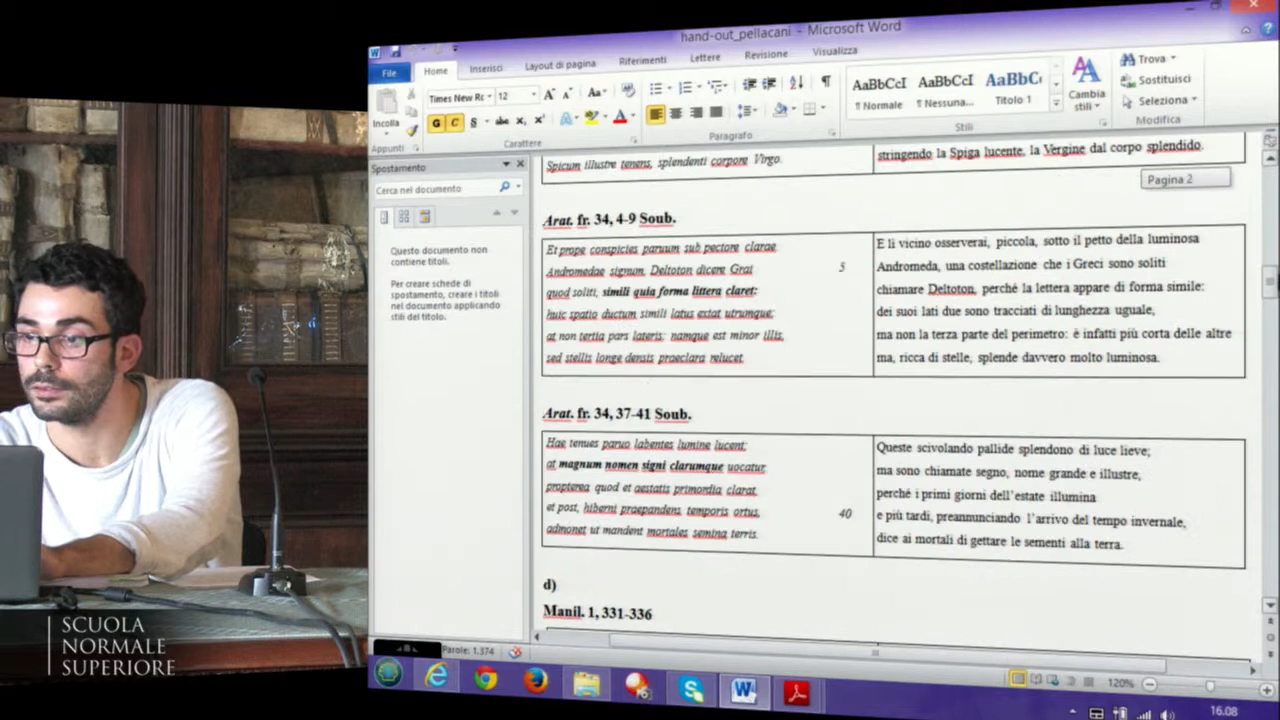 hand-out_pellacani - Microsoft Word
File
Home
Inserisci
Layout di pagina
Riferimenti
Lettere
Revisione
Visualizza
Incolla
Appunti
Times New Ro
12
G C S abc x₂ x²
Carattere
Paragrafo
AaBbCcI
¶ Normale
AaBbCcI
¶ Nessuna...
AaBbC
Titolo 1
Cambia
stili
Stili
Trova
Sostituisci
Seleziona
Modifica
Spostamento
Cerca nel documento
Questo documento non
contiene titoli.
Per creare schede di
spostamento, creare i titoli
nel documento applicando
stili del titolo.
Spicum illustre tenens, splendenti corpore Virgo.
stringendo la Spiga lucente, la Vergine dal corpo splendido.
Pagina 2
Arat. fr. 34, 4-9 Soub.
Et prope conspicies paruum sub pectore clarae
Andromedae signum, Deltoton dicere Grai 5
quod soliti, simili quia forma littera claret:
huic spatio ductum simili latus extat utrumque;
at non tertia pars lateris: namque est minor illis,
sed stellis longe densis praeclara relucet.
E lì vicino osserverai, piccola, sotto il petto della luminosa
Andromeda, una costellazione che i Greci sono soliti
chiamare Deltoton, perché la lettera appare di forma simile:
dei suoi lati due sono tracciati di lunghezza uguale,
ma non la terza parte del perimetro: è infatti più corta delle altre
ma, ricca di stelle, splende davvero molto luminosa.
Arat. fr. 34, 37-41 Soub.
Hae tenues paruo labentes lumine lucent;
at magnum nomen signi clarumque uocatur
propterea quod et aestatis primordia clarat
et post, hiberni praepandens temporis ortus, 40
admonet ut mandent mortales semina terris.
Queste scivolando pallide splendono di luce lieve;
ma sono chiamate segno, nome grande e illustre,
perché i primi giorni dell'estate illumina
e più tardi, preannunciando l'arrivo del tempo invernale,
dice ai mortali di gettare le sementi alla terra.
d)
Manil. 1, 331-336
Parole: 1.374
120%
16.08
SCUOLA
NORMALE
SUPERIORE